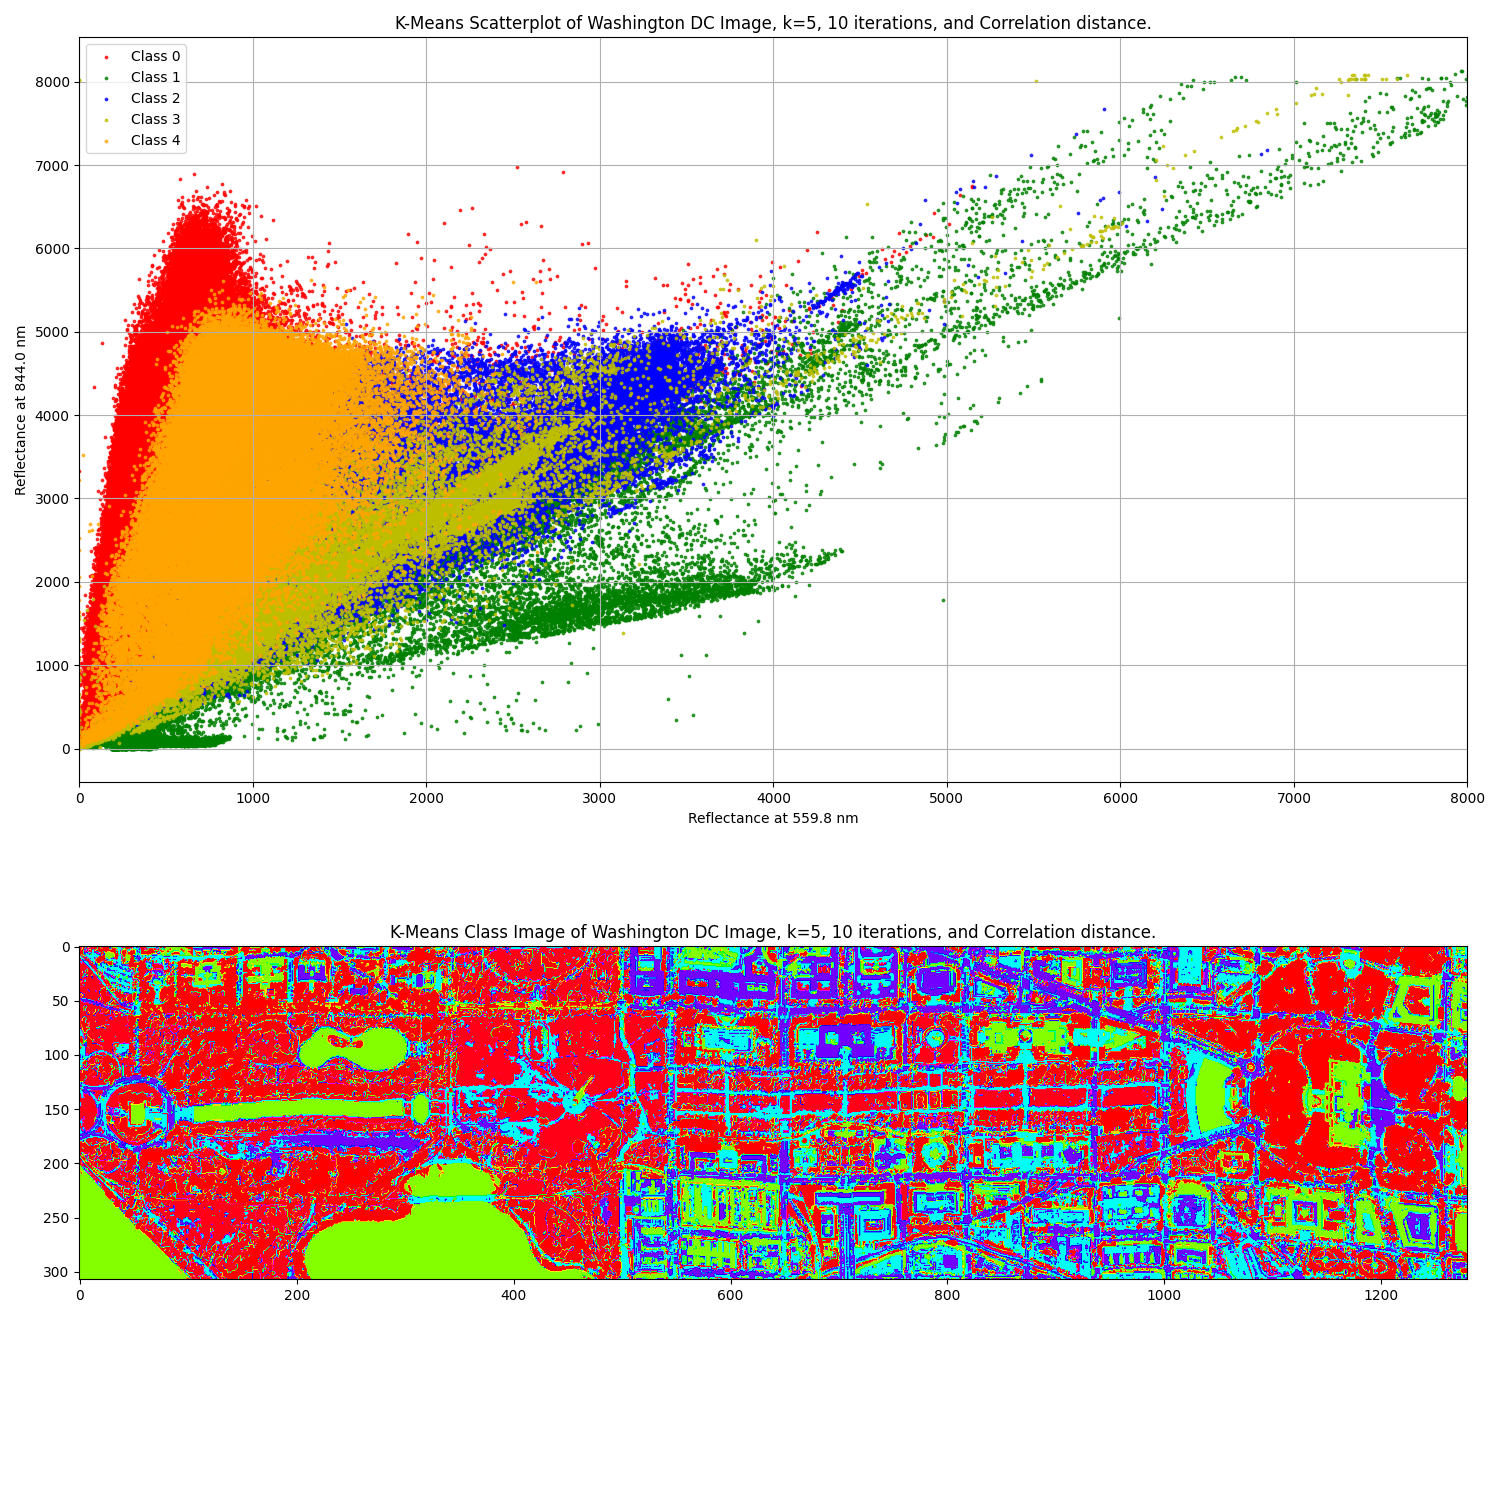 K-Means Scatterplot of Washington DC Image, k=5, 10 iterations, and Correlation distance.
Class 0
Class 1
Class 2
Class 3
Class 4
8000
7000
6000
5000
4000
3000
2000
1000
0
Reflectance at 844.0 nm
0 1000 2000 3000 4000 5000 6000 7000 8000
Reflectance at 559.8 nm
K-Means Class Image of Washington DC Image, k=5, 10 iterations, and Correlation distance.
0
50
100
150
200
250
300
0 200 400 600 800 1000 1200